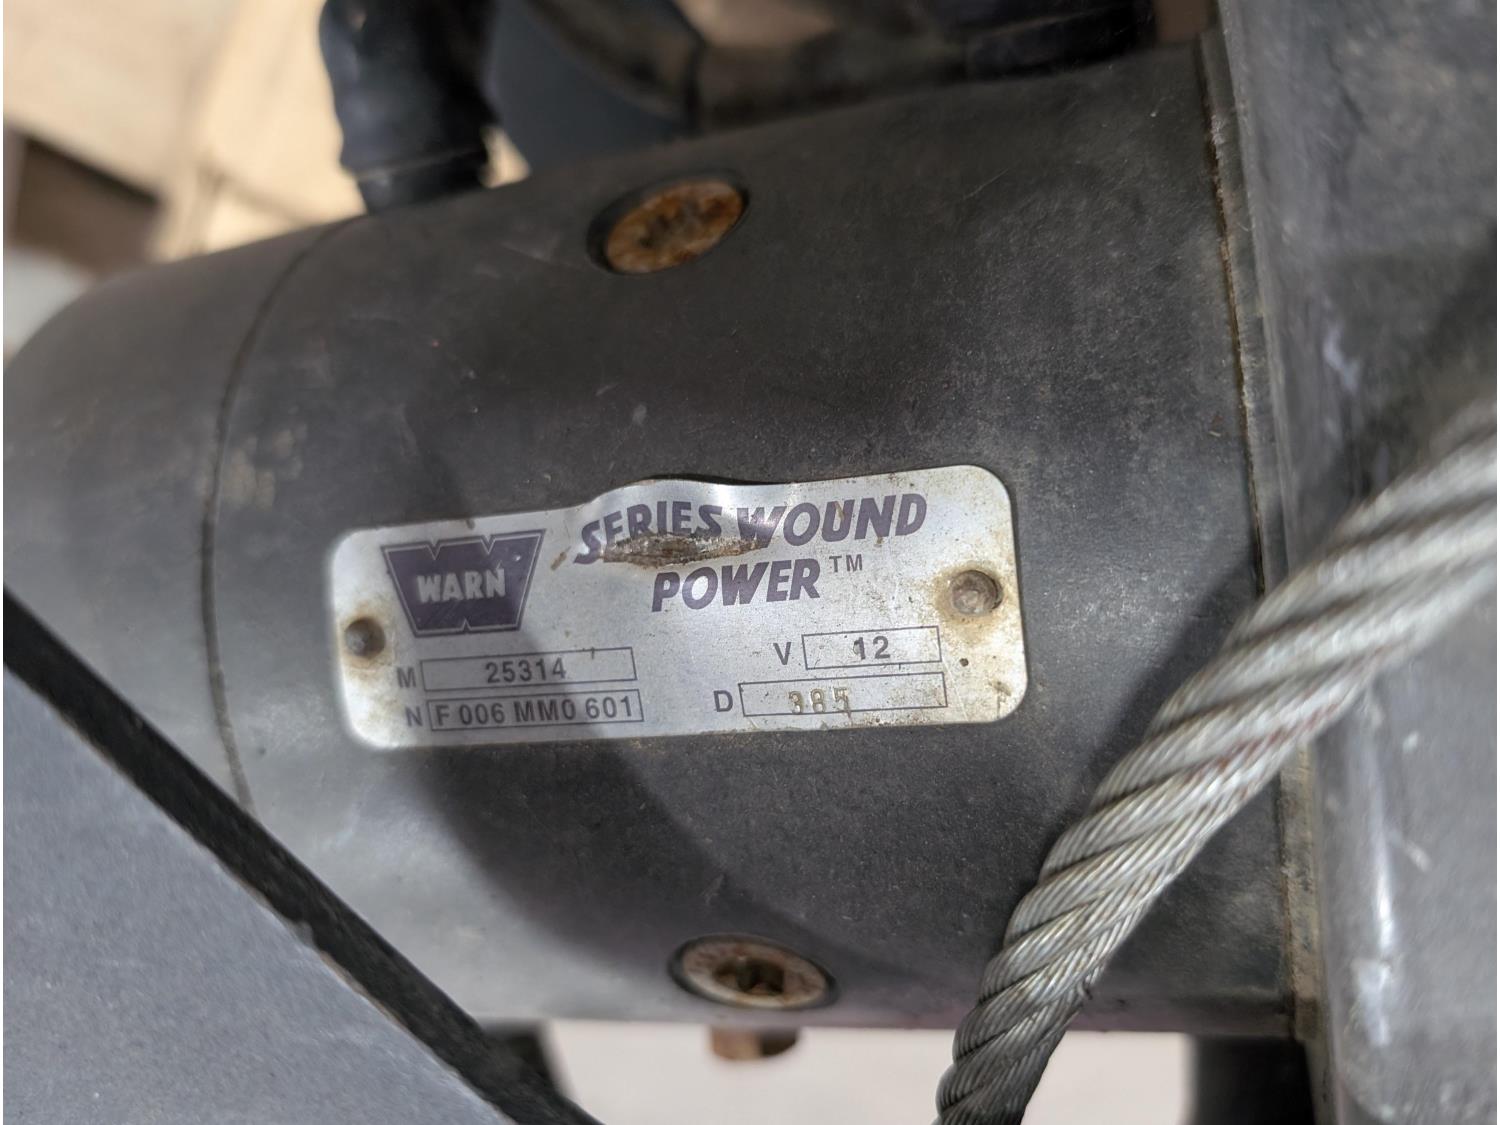 WARN
SERIES WOUND
POWER™
M 25314
V 12
N F 006 MM0 601
D 385